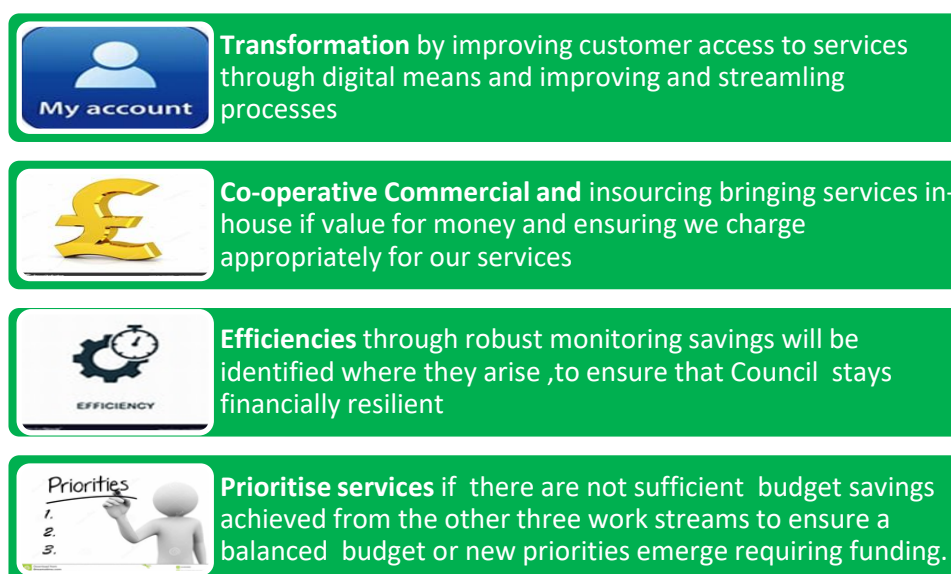 My account
Transformation by improving customer access to services
through digital means and improving and streamling
processes
Co-operative Commercial and insourcing bringing services in-
house if value for money and ensuring we charge
appropriately for our services
EFFICIENCY
Efficiencies through robust monitoring savings will be
identified where they arise ,to ensure that Council stays
financially resilient
Priorities
1.
2.
3.
Prioritise services if there are not sufficient budget savings
achieved from the other three work streams to ensure a
balanced budget or new priorities emerge requiring funding.